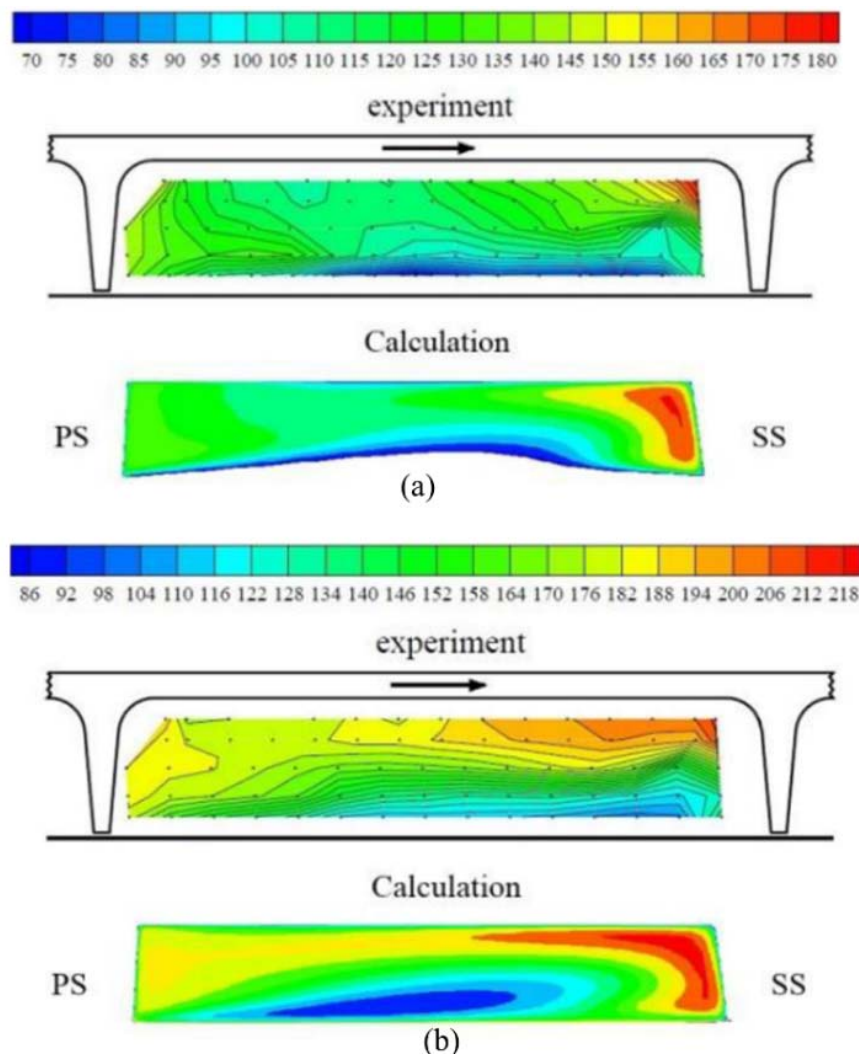 70 75 80 85 90 95 100 105 110 115 120 125 130 135 140 145 150 155 160 165 170 175 180
experiment
Calculation
PS
SS
(a)
86 92 98 104 110 116 122 128 134 140 146 152 158 164 170 176 182 188 194 200 206 212 218
experiment
Calculation
PS
SS
(b)